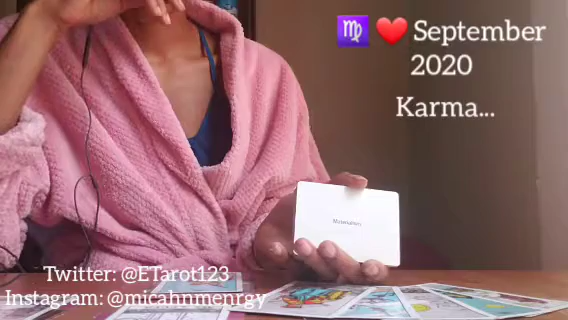 ♍ ❤️ September
2020
Karma...
Twitter: @ETarot123
Instagram: @micahnmenrgy